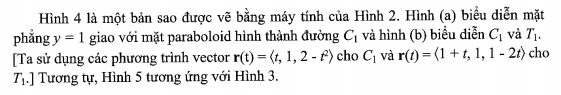 Hình 4 là một bản sao được vẽ bằng máy tính của Hình 2. Hình (a) biểu diễn mặt
phẳng y = 1 giao với mặt paraboloid hình thành đường C₁ và hình (b) biểu diễn C₁ và T₁.
[Ta sử dụng các phương trình vector r(t) = ⟨t, 1, 2 - t²⟩ cho C₁ và r(t) = ⟨1 + t, 1, 1 - 2t⟩ cho
T₁.] Tương tự, Hình 5 tương ứng với Hình 3.